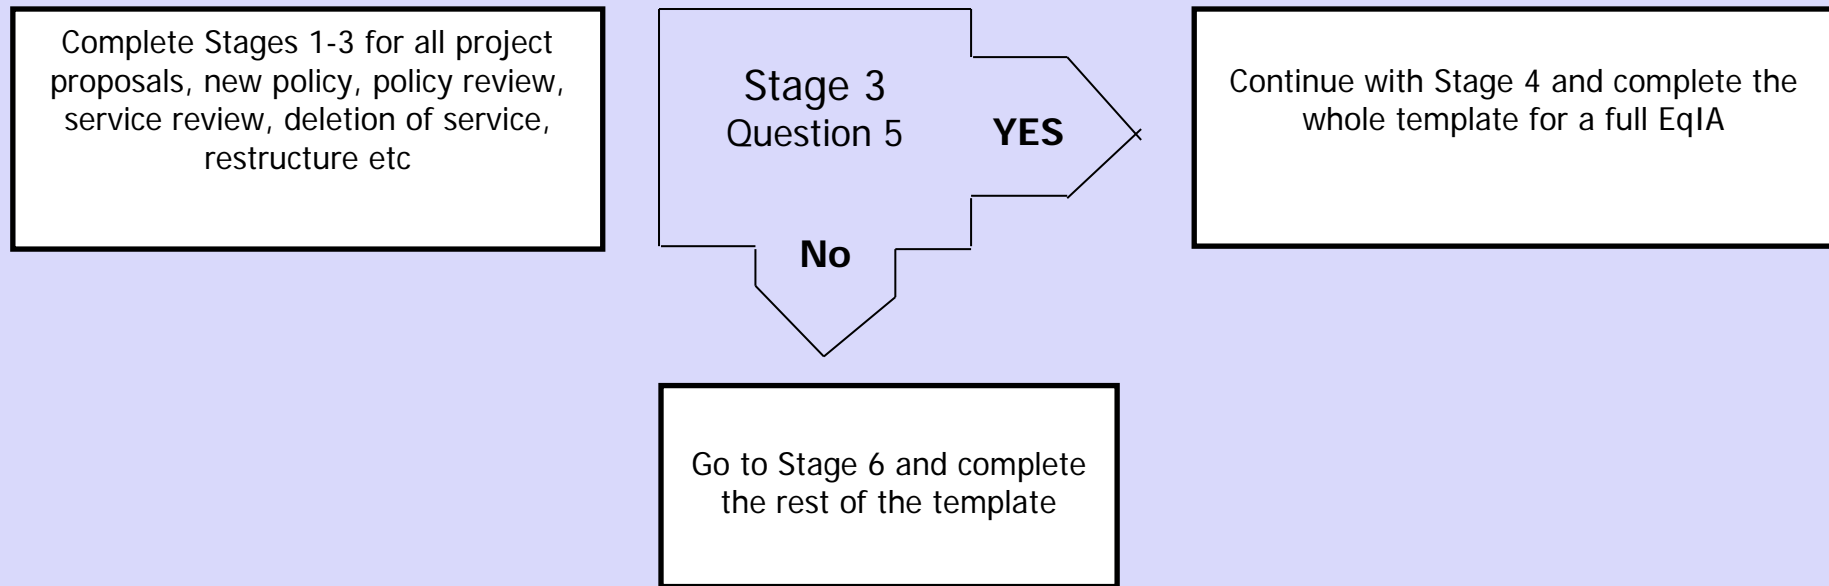 Complete Stages 1-3 for all project
proposals, new policy, policy review,
service review, deletion of service,
restructure etc
Stage 3
Question 5
YES
No
Continue with Stage 4 and complete the
whole template for a full EqIA
Go to Stage 6 and complete
the rest of the template